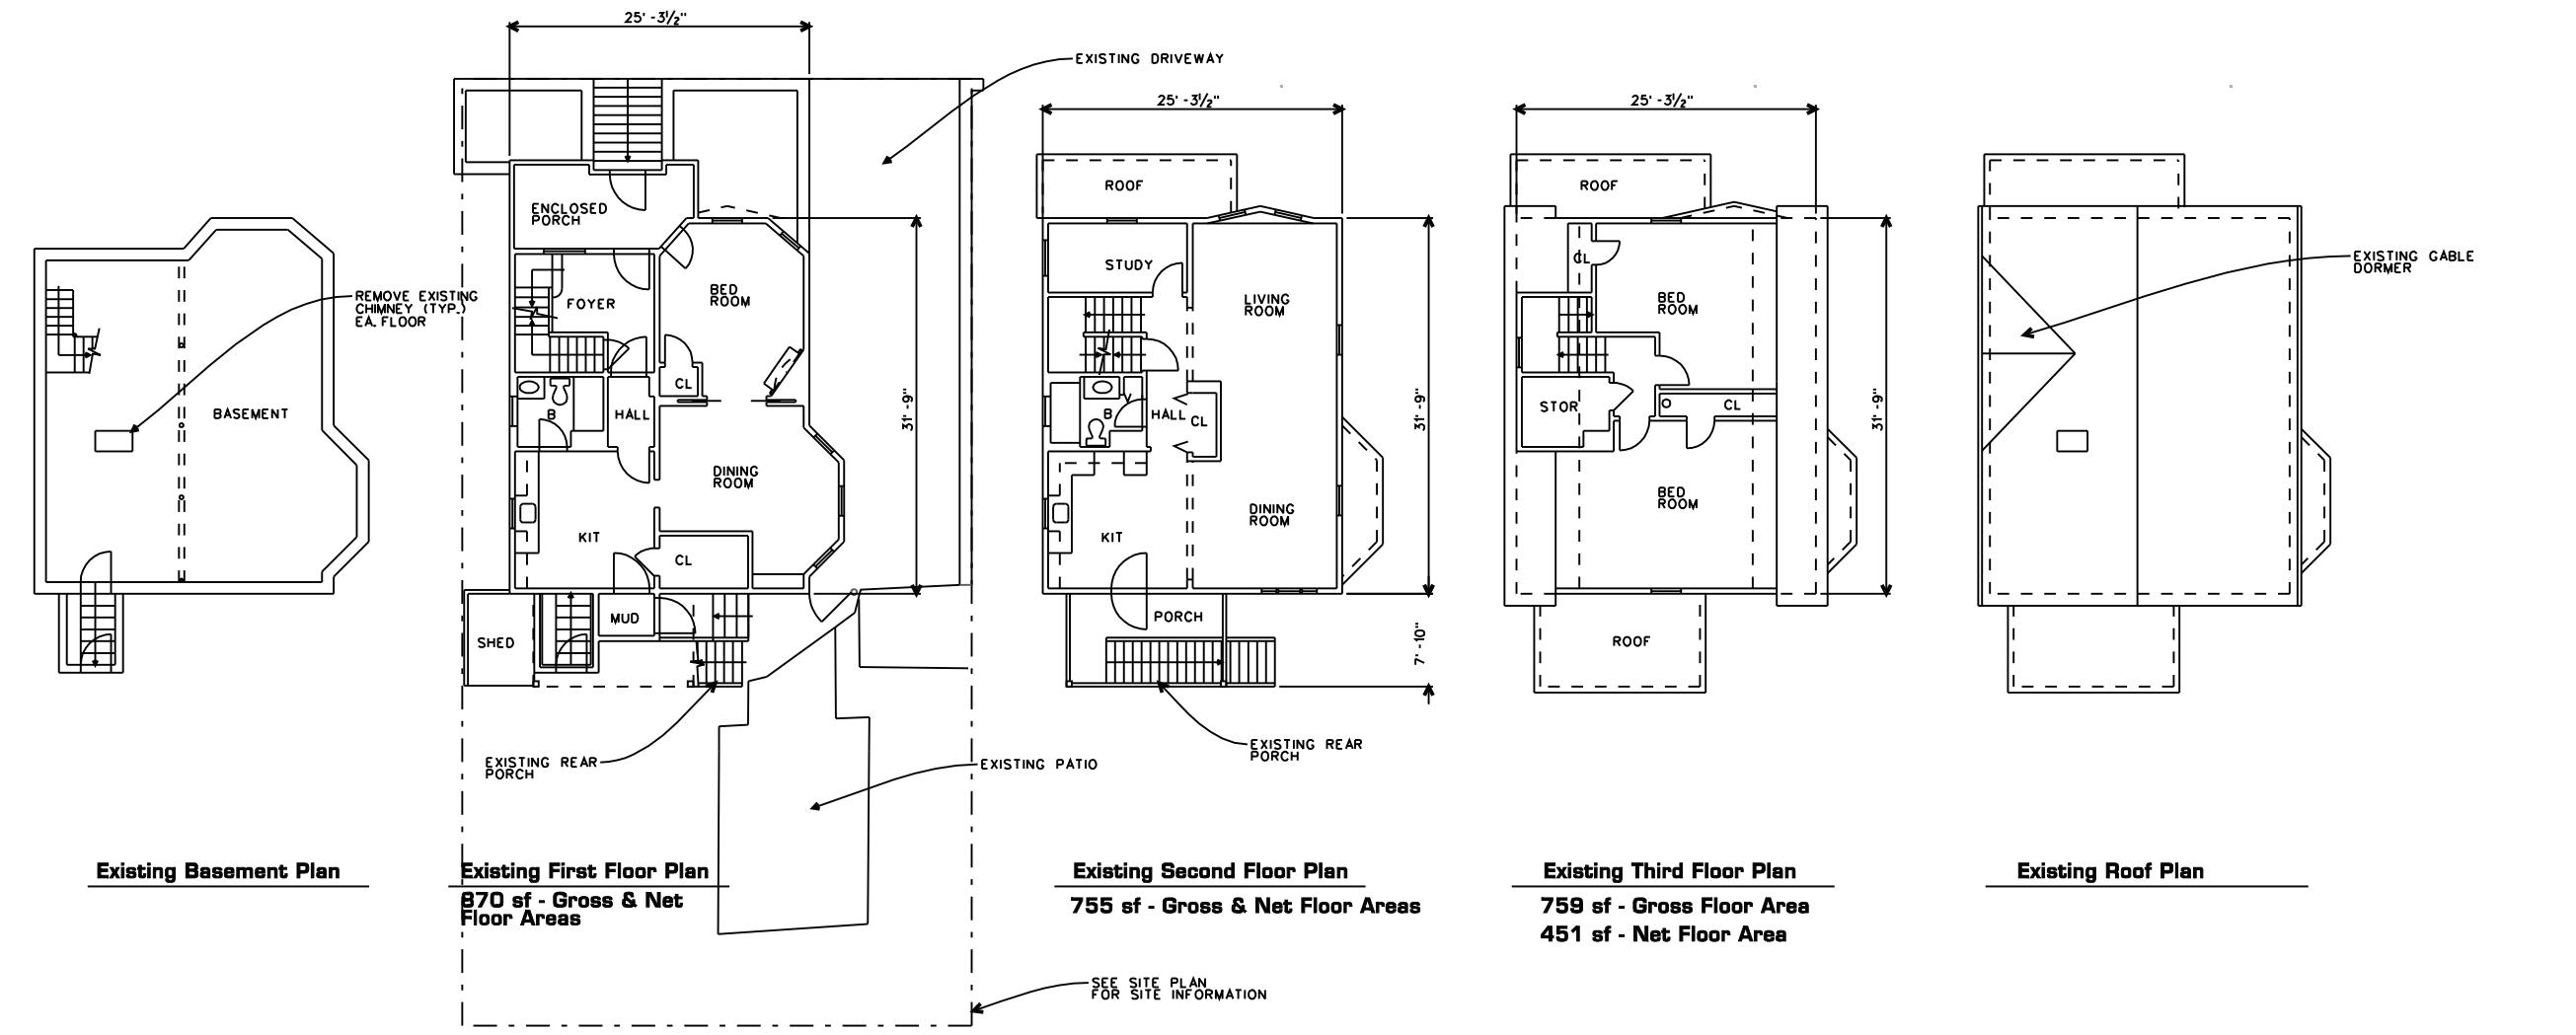 25' -3½"
EXISTING DRIVEWAY
25' -3½"
25' -3½"
ROOF
ROOF
ENCLOSED
PORCH
EXISTING GABLE
DORMER
STUDY
CL
REMOVE EXISTING
CHIMNEY (TYP.)
EA. FLOOR
FOYER
BED
ROOM
LIVING
ROOM
BED
ROOM
BASEMENT
CL
B
HALL
31' -9"
B
HALL
CL
31' -9"
STOR
CL
31' -9"
DINING
ROOM
BED
ROOM
KIT
CL
KIT
DINING
ROOM
SHED
MUD
PORCH
7' -10"
ROOF
EXISTING REAR
PORCH
EXISTING PATIO
EXISTING REAR
PORCH
Existing Basement Plan
Existing First Floor Plan
870 sf - Gross & Net
Floor Areas
Existing Second Floor Plan
755 sf - Gross & Net Floor Areas
Existing Third Floor Plan
759 sf - Gross Floor Area
451 sf - Net Floor Area
Existing Roof Plan
SEE SITE PLAN
FOR SITE INFORMATION